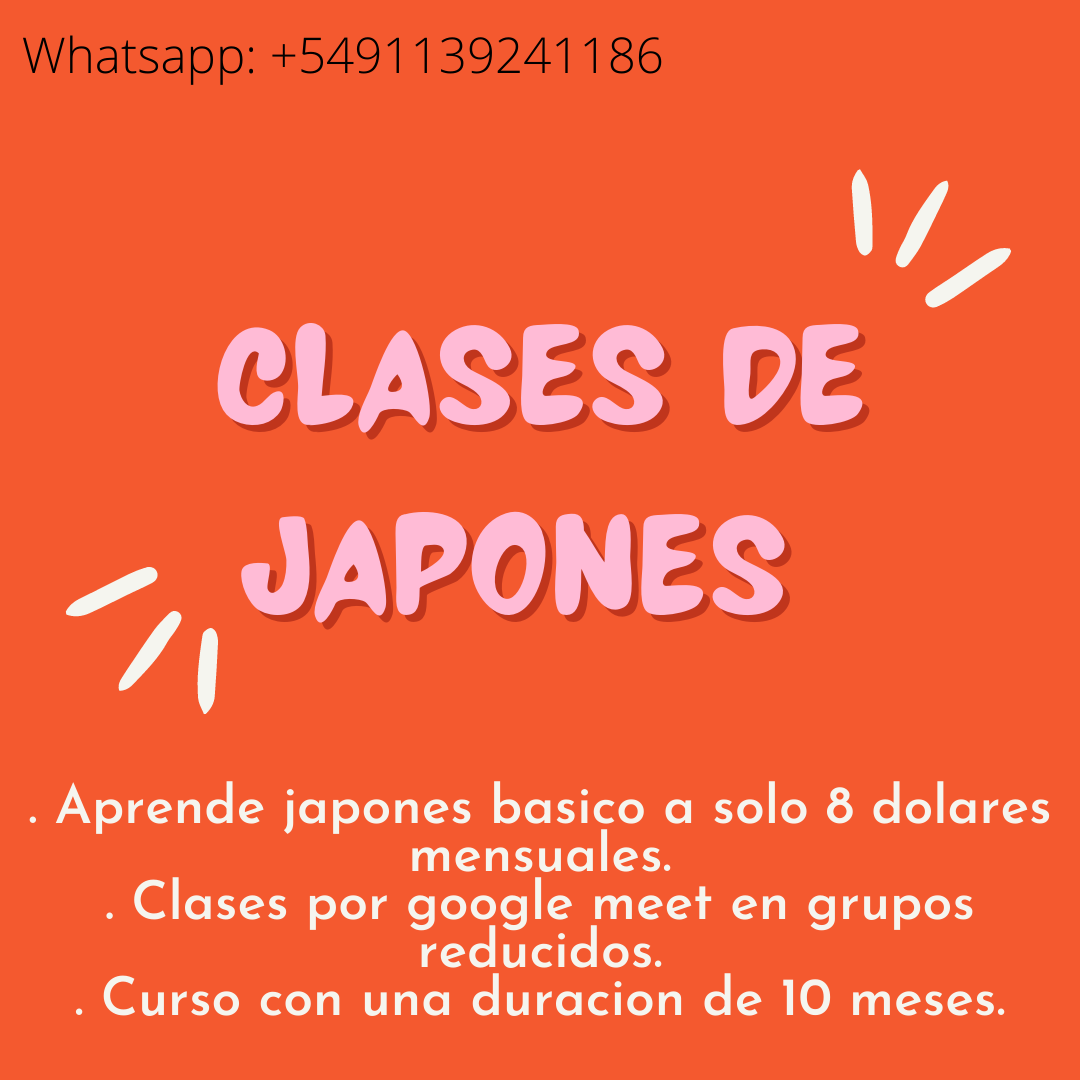 Whatsapp: +5491139241186
CLASES DE
JAPONES
. Aprende japones basico a solo 8 dolares
mensuales.
. Clases por google meet en grupos
reducidos.
. Curso con una duracion de 10 meses.